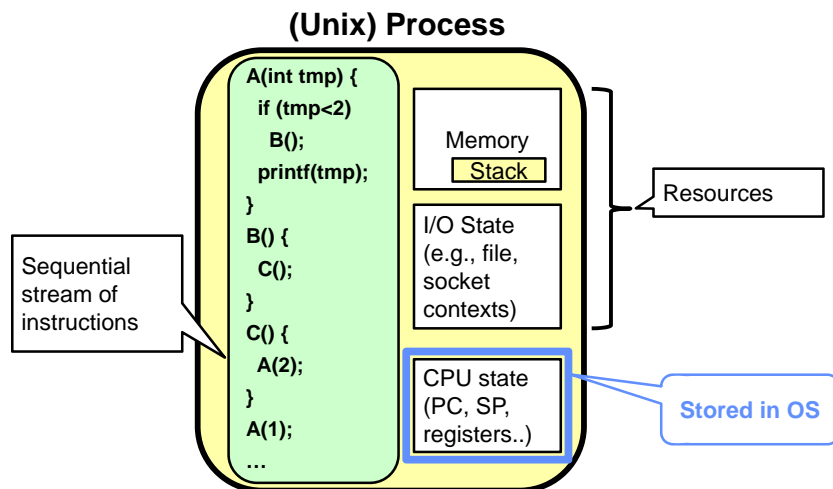 (Unix) Process
A(int tmp) {
if (tmp<2)
B();
printf(tmp);
}
B() {
C();
}
C() {
A(2);
}
A(1);
…
Memory
Stack
I/O State
(e.g., file,
socket
contexts)
CPU state
(PC, SP,
registers..)
Resources
Sequential
stream of
instructions
Stored in OS